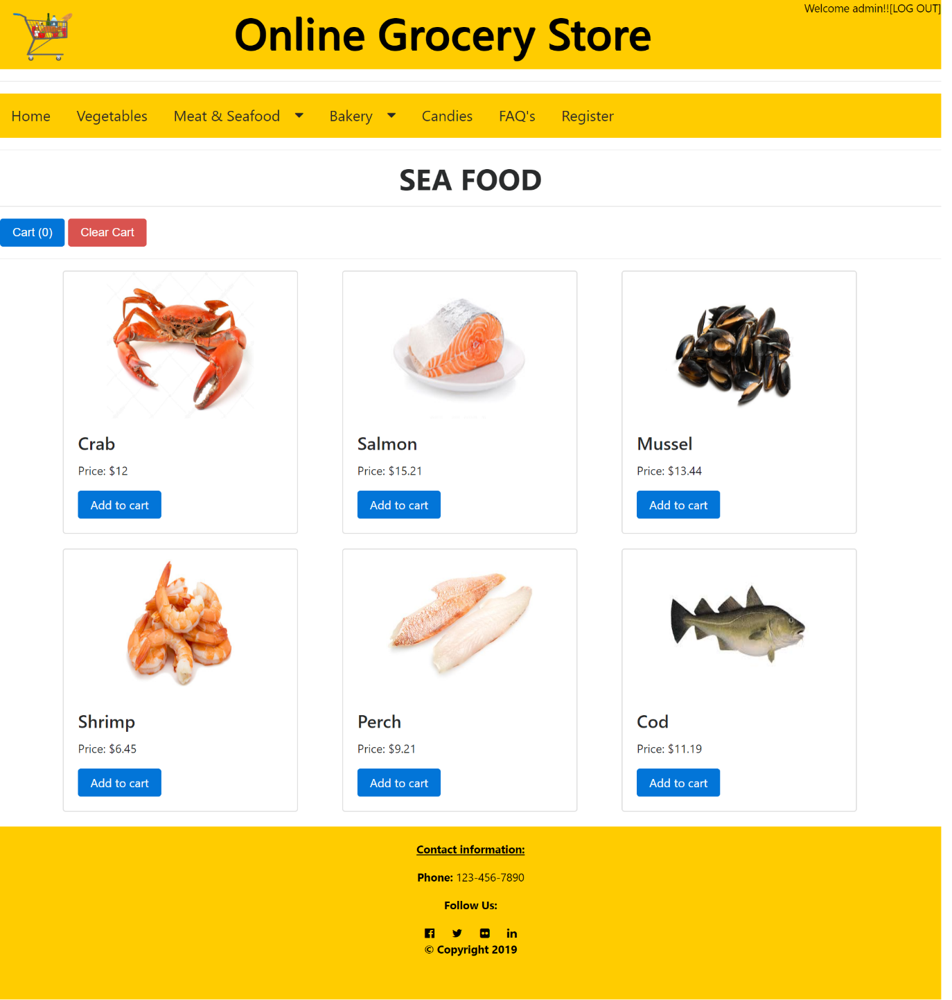 Welcome admin!![LOG OUT]
Online Grocery Store
Home Vegetables Meat & Seafood Bakery Candies FAQ's Register
SEA FOOD
Cart (0) Clear Cart
Crab
Price: $12
Add to cart
Salmon
Price: $15.21
Add to cart
Mussel
Price: $13.44
Add to cart
Shrimp
Price: $6.45
Add to cart
Perch
Price: $9.21
Add to cart
Cod
Price: $11.19
Add to cart
Contact information:
Phone: 123-456-7890
Follow Us:
© Copyright 2019